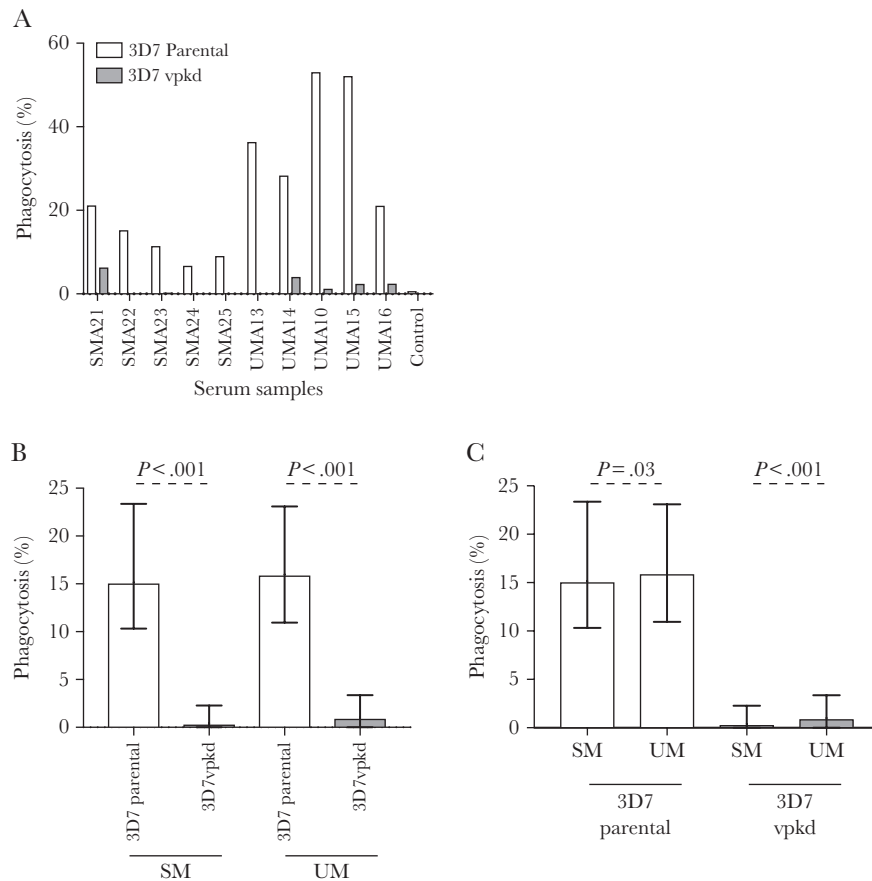 A
60
40
20
0
Phagocytosis (%)
3D7 Parental
3D7 vpkd
SMA21
SMA22
SMA23
SMA24
SMA25
UMA13
UMA14
UMA10
UMA15
UMA16
Control
Serum samples
B
P < .001
P < .001
25
20
15
10
5
0
Phagocytosis (%)
3D7 parental
3D7vpkd
3D7 parental
3D7vpkd
SM
UM
C
P = .03
P < .001
25
20
15
10
5
0
Phagocytosis (%)
SM
UM
SM
UM
3D7
parental
3D7
vpkd